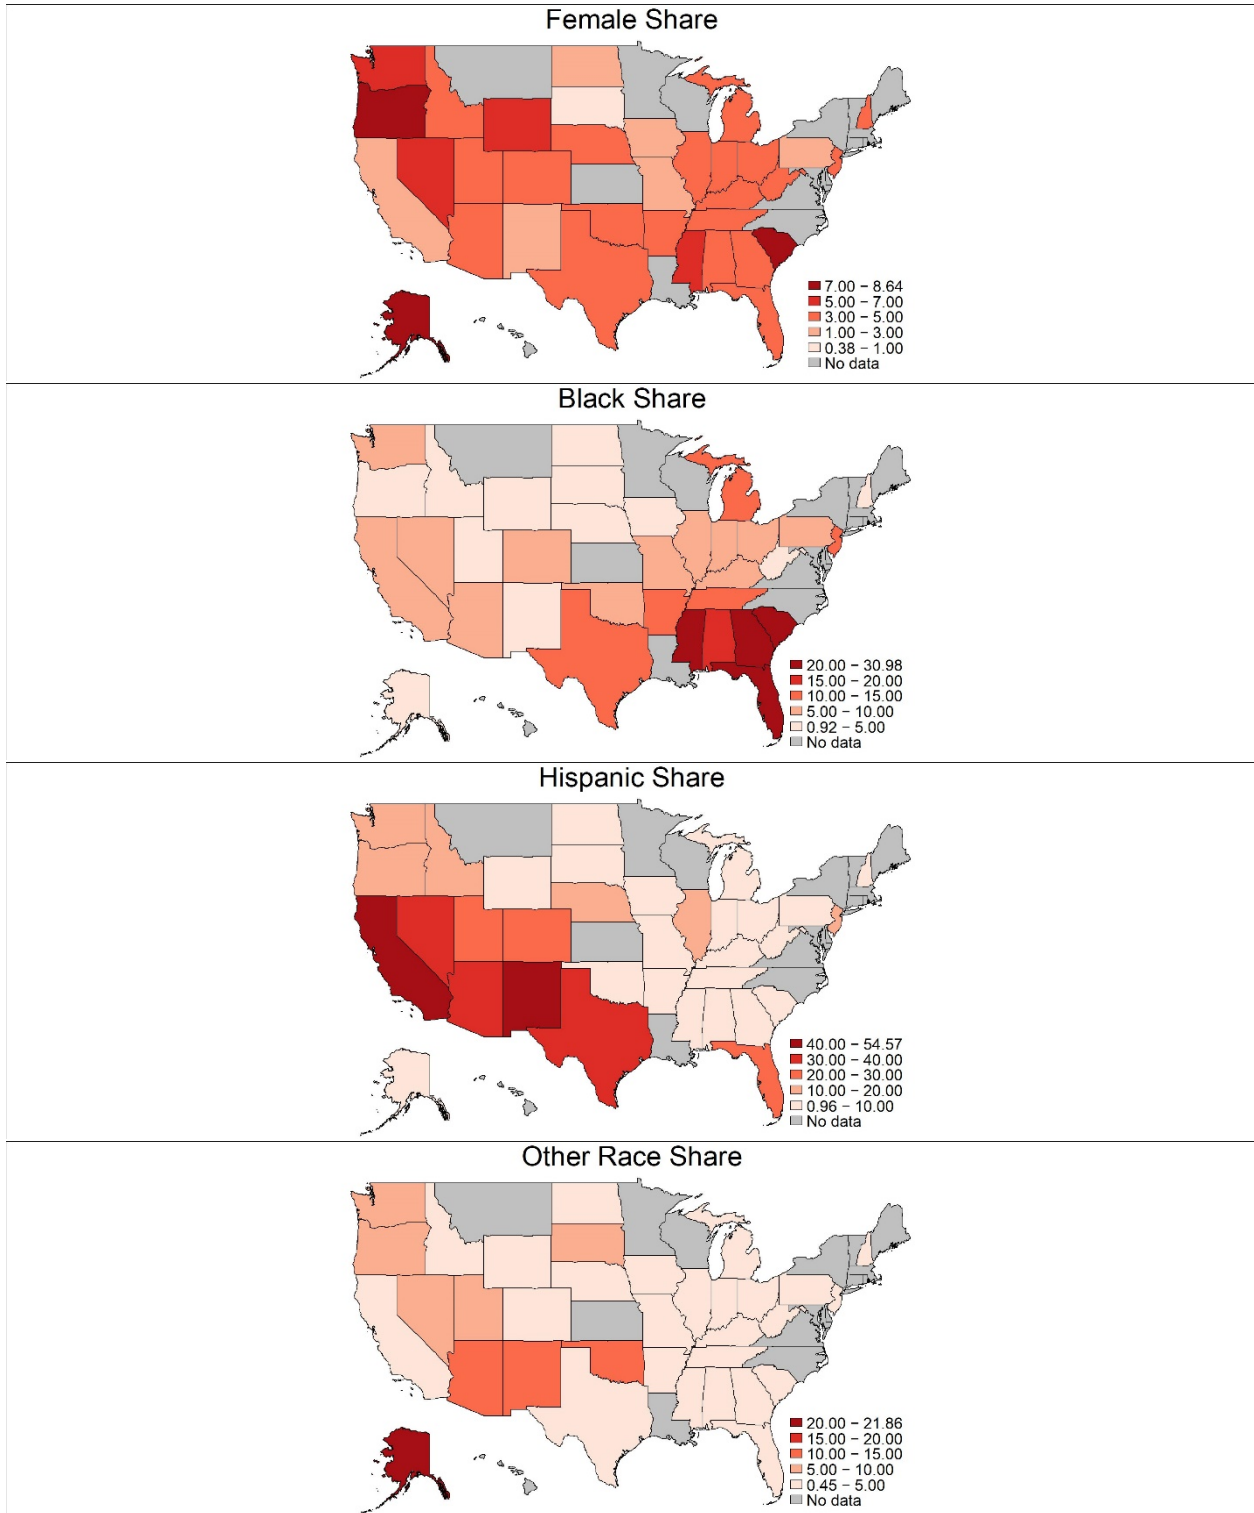 Female Share
7.00 – 8.64
5.00 – 7.00
3.00 – 5.00
1.00 – 3.00
0.38 – 1.00
No data
Black Share
20.00 – 30.98
15.00 – 20.00
10.00 – 15.00
5.00 – 10.00
0.92 – 5.00
No data
Hispanic Share
40.00 – 54.57
30.00 – 40.00
20.00 – 30.00
10.00 – 20.00
0.96 – 10.00
No data
Other Race Share
20.00 – 21.86
15.00 – 20.00
10.00 – 15.00
5.00 – 10.00
0.45 – 5.00
No data